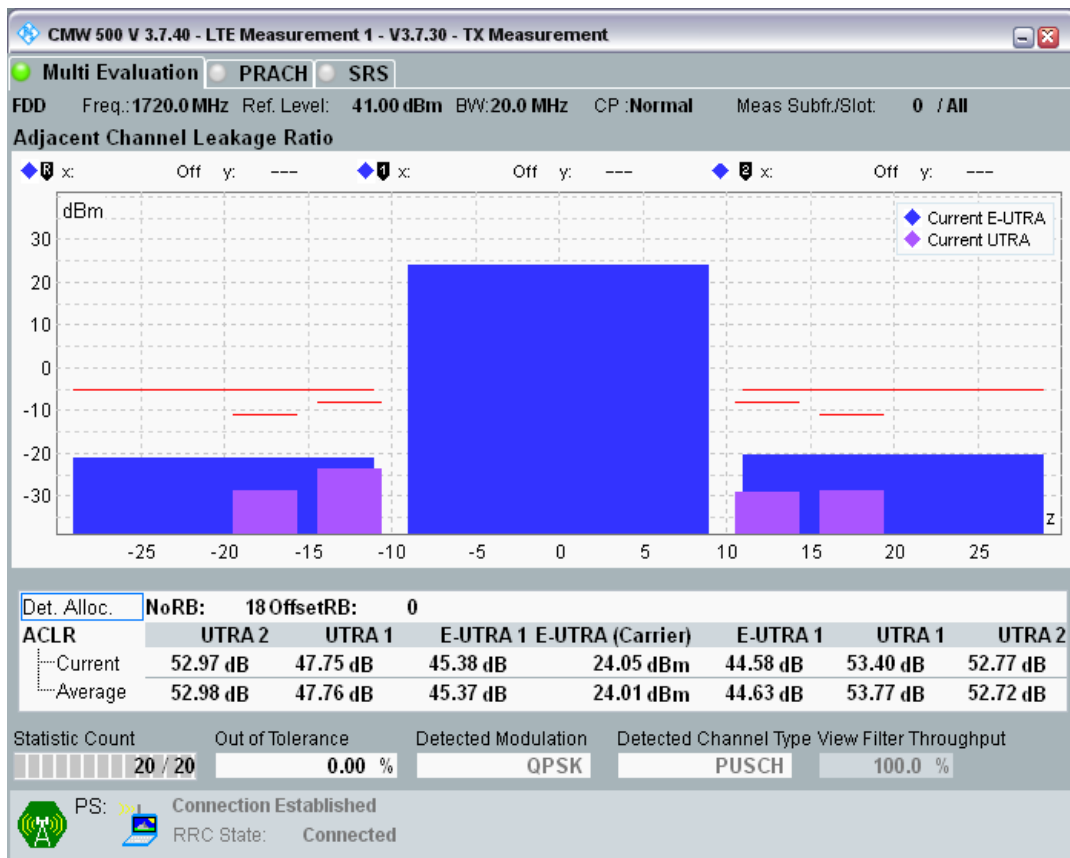 CMW 500 V 3.7.40 - LTE Measurement 1 - V3.7.30 - TX Measurement
Multi Evaluation PRACH SRS
FDD Freq.: 1720.0 MHz Ref. Level: 41.00 dBm BW: 20.0 MHz CP : Normal Meas Subfr./Slot: 0 / All
Adjacent Channel Leakage Ratio
R x: Off y: --- 1 x: Off y: --- 2 x: Off y: ---
dBm
Current E-UTRA
Current UTRA
30
20
10
0
-10
-20
-30
z
-25 -20 -15 -10 -5 0 5 10 15 20 25
Det. Alloc. NoRB: 18 OffsetRB: 0
ACLR UTRA 2 UTRA 1 E-UTRA 1 E-UTRA (Carrier) E-UTRA 1 UTRA 1 UTRA 2
Current 52.97 dB 47.75 dB 45.38 dB 24.05 dBm 44.58 dB 53.40 dB 52.77 dB
Average 52.98 dB 47.76 dB 45.37 dB 24.01 dBm 44.63 dB 53.77 dB 52.72 dB
Statistic Count Out of Tolerance Detected Modulation Detected Channel Type View Filter Throughput
20 / 20 0.00 % QPSK PUSCH 100.0 %
PS: Connection Established
RRC State: Connected